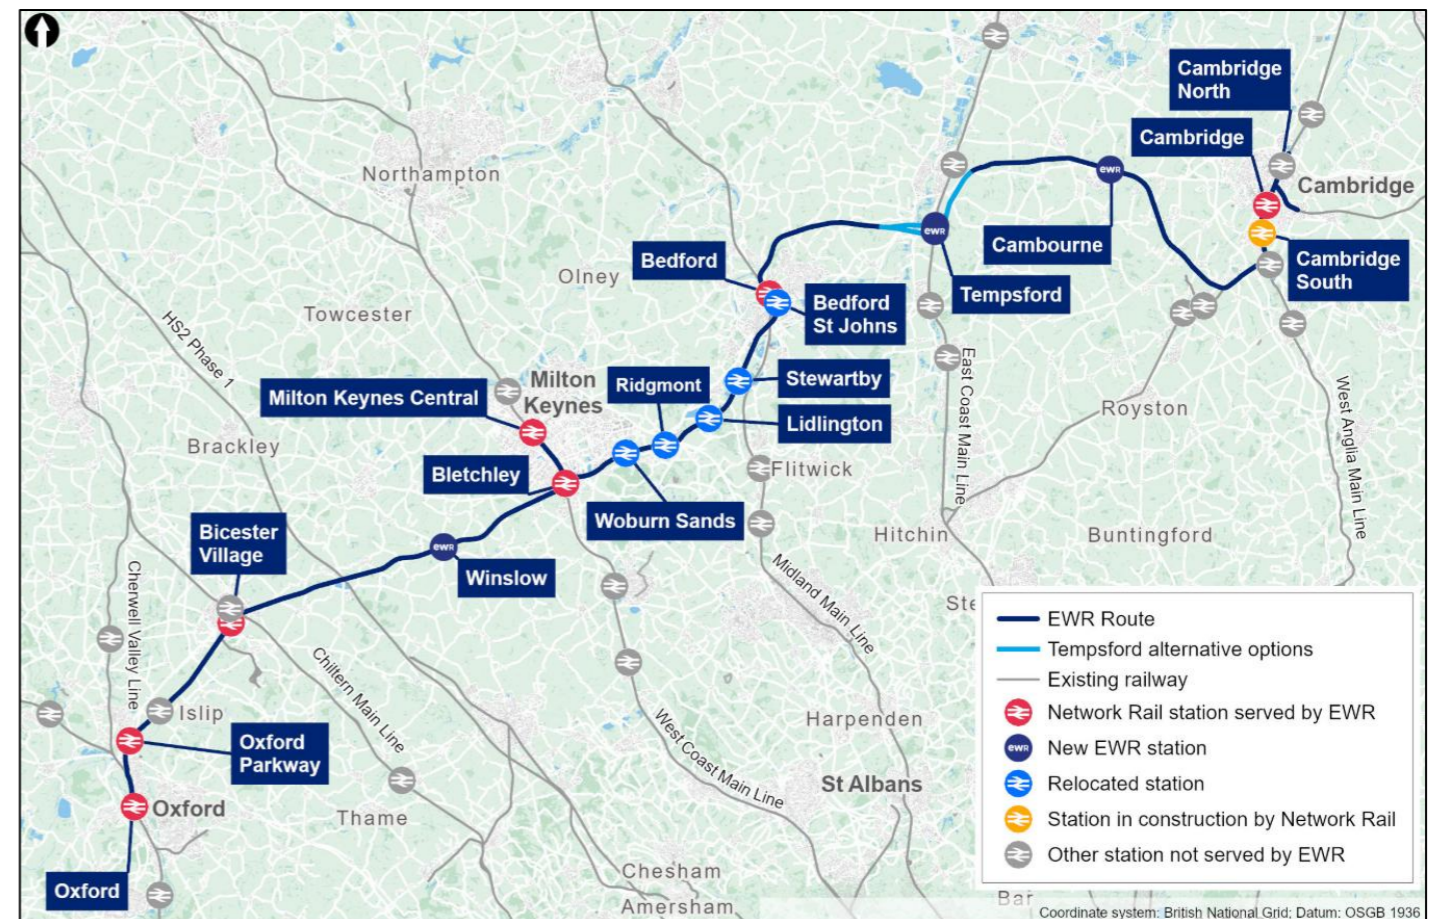 Cambridge
North
Cambridge
Northampton
Cambridge
ewr
Cambourne
ewr
Bedford
Olney
Cambridge
South
Tempsford
Bedford
St Johns
Towcester
HS2 Phase 1
Milton
Keynes
Ridgmont
Stewartby
East Coast Main Line
Milton Keynes Central
Lidlington
Royston
West Anglia Main Line
Brackley
Bletchley
Flitwick
Woburn Sands
Hitchin
Buntingford
Bicester
Village
ewr
Winslow
Cherwell Valley Line
Midland Main Line
Ste
Chiltern Main Line
Islip
West Coast Main Line
Harpenden
Oxford
Parkway
St Albans
Oxford
Thame
Chesham
Amersham
Oxford
Bar
EWR Route
Tempsford alternative options
Existing railway
Network Rail station served by EWR
ewr
New EWR station
Relocated station
Station in construction by Network Rail
Other station not served by EWR
Coordinate system: British National Grid; Datum: OSGB 1936